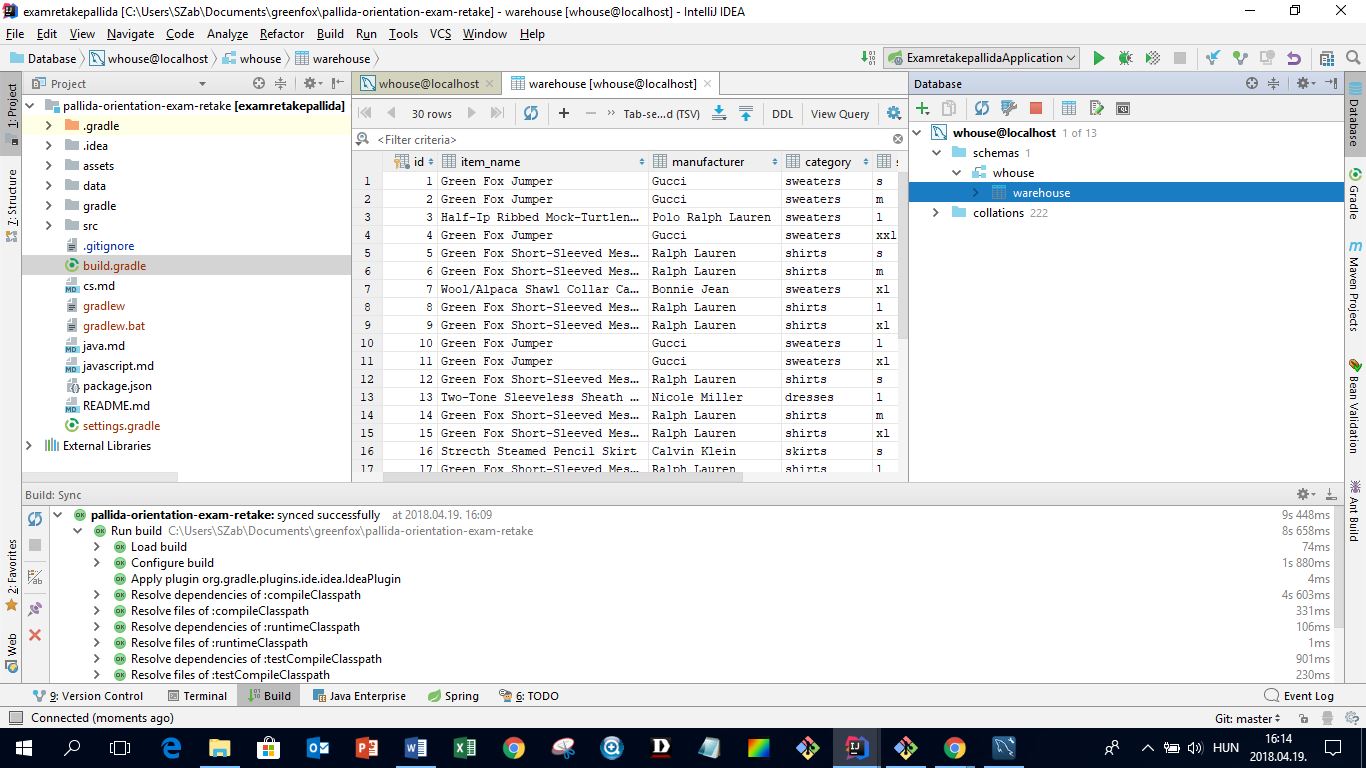 examretakepallida [C:\Users\SZab\Documents\greenfox\pallida-orientation-exam-retake] - warehouse [whouse@localhost] - IntelliJ IDEA
File Edit View Navigate Code Analyze Refactor Build Run Tools VCS Window Help
Database whouse@localhost whouse warehouse ExamretakepallidaApplication
Project
whouse@localhost
warehouse [whouse@localhost]
Database
1: Project
7: Structure
2: Favorites
Web
pallida-orientation-exam-retake [examretakepallida]
.gradle
.idea
assets
data
gradle
src
.gitignore
build.gradle
cs.md
gradlew
gradlew.bat
java.md
javascript.md
package.json
README.md
settings.gradle
External Libraries
30 rows Tab-se...d (TSV) DDL View Query
<Filter criteria>
id item_name manufacturer category s
1 1 Green Fox Jumper Gucci sweaters s
2 2 Green Fox Jumper Gucci sweaters m
3 3 Half-Ip Ribbed Mock-Turtlen... Polo Ralph Lauren sweaters l
4 4 Green Fox Jumper Gucci sweaters xxl
5 5 Green Fox Short-Sleeved Mes... Ralph Lauren shirts s
6 6 Green Fox Short-Sleeved Mes... Ralph Lauren shirts m
7 7 Wool/Alpaca Shawl Collar Ca... Bonnie Jean sweaters xl
8 8 Green Fox Short-Sleeved Mes... Ralph Lauren shirts l
9 9 Green Fox Short-Sleeved Mes... Ralph Lauren shirts xl
10 10 Green Fox Jumper Gucci sweaters l
11 11 Green Fox Jumper Gucci sweaters xl
12 12 Green Fox Short-Sleeved Mes... Ralph Lauren shirts s
13 13 Two-Tone Sleeveless Sheath ... Nicole Miller dresses l
14 14 Green Fox Short-Sleeved Mes... Ralph Lauren shirts m
15 15 Green Fox Short-Sleeved Mes... Ralph Lauren shirts xl
16 16 Strecth Steamed Pencil Skirt Calvin Klein skirts s
17 17 Green Fox Short-Sleeved Mes... Ralph Lauren shirts l
whouse@localhost 1 of 13
schemas 1
whouse
warehouse
collations 222
Database
Gradle
Maven Projects
Bean Validation
Ant Build
Build: Sync
pallida-orientation-exam-retake: synced successfully at 2018.04.19. 16:09 9s 448ms
Run build C:\Users\SZab\Documents\greenfox\pallida-orientation-exam-retake 8s 658ms
Load build 74ms
Configure build 1s 880ms
Apply plugin org.gradle.plugins.ide.idea.IdeaPlugin 4ms
Resolve dependencies of :compileClasspath 4s 603ms
Resolve files of :compileClasspath 331ms
Resolve dependencies of :runtimeClasspath 106ms
Resolve files of :runtimeClasspath 1ms
Resolve dependencies of :testCompileClasspath 901ms
Resolve files of :testCompileClasspath 230ms
9: Version Control Terminal Build Java Enterprise Spring 6: TODO Event Log
Connected (moments ago) Git: master
HUN
16:14
2018.04.19.